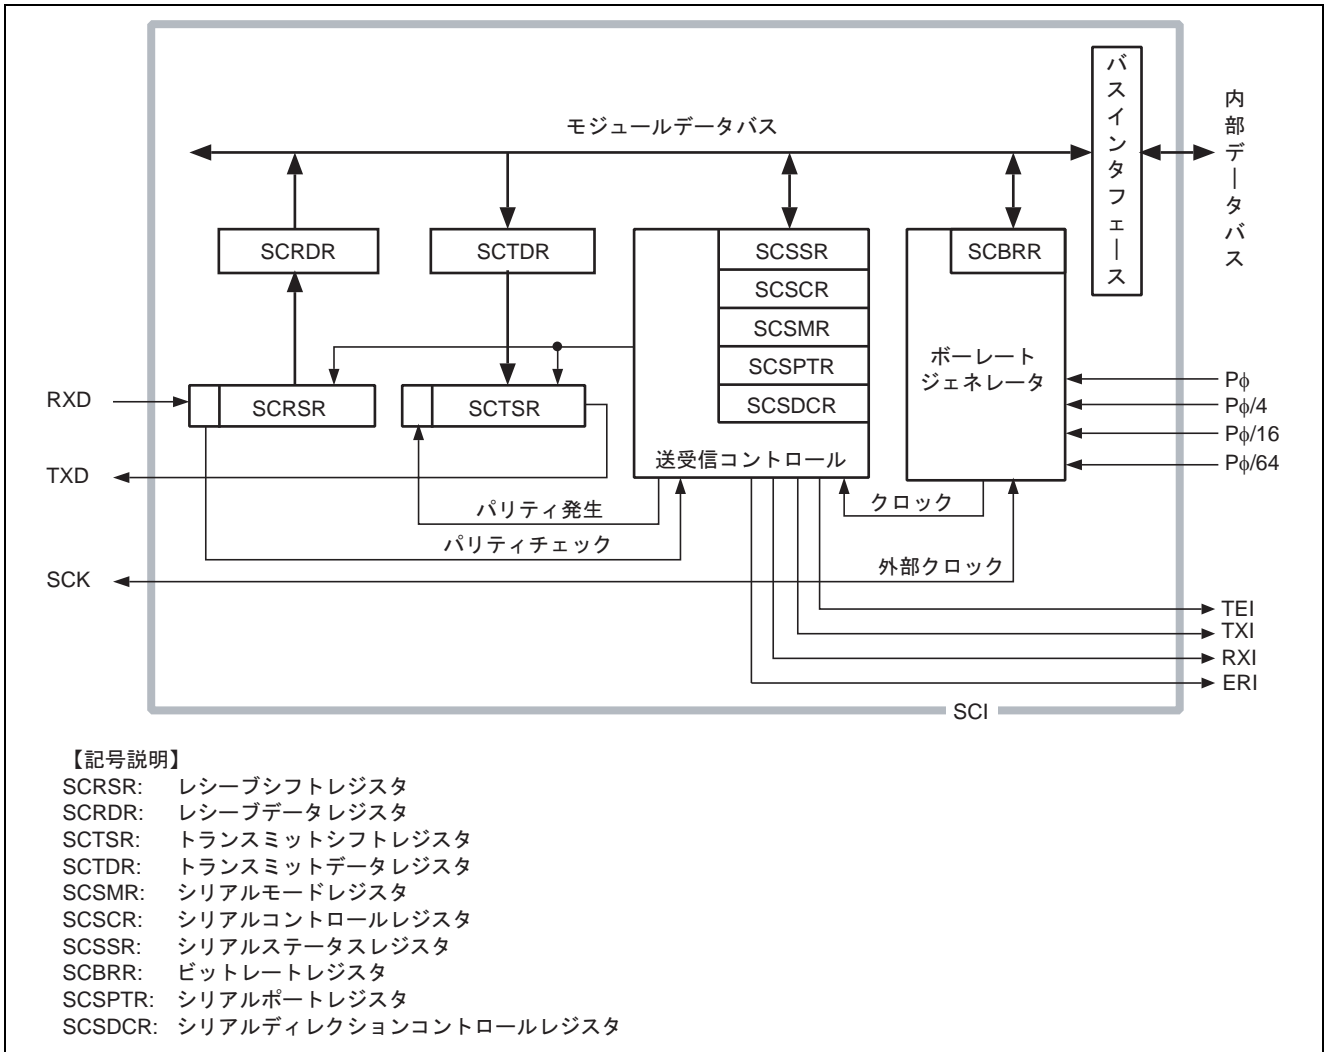 モジュールデータバス
バスインタフェース
内部データバス
SCRDR
SCTDR
SCSSR
SCBRR
SCSCR
SCSMR
SCSPTR
SCSDCR
ボーレート
ジェネレータ
RXD
SCRSR
SCTSR
Pφ
Pφ/4
Pφ/16
Pφ/64
TXD
送受信コントロール
パリティ発生
クロック
パリティチェック
外部クロック
SCK
TEI
TXI
RXI
ERI
SCI
【記号説明】
SCRSR: レシーブシフトレジスタ
SCRDR: レシーブデータレジスタ
SCTSR: トランスミットシフトレジスタ
SCTDR: トランスミットデータレジスタ
SCSMR: シリアルモードレジスタ
SCSCR: シリアルコントロールレジスタ
SCSSR: シリアルステータスレジスタ
SCBRR: ビットレートレジスタ
SCSPTR: シリアルポートレジスタ
SCSDCR: シリアルディレクションコントロールレジスタ